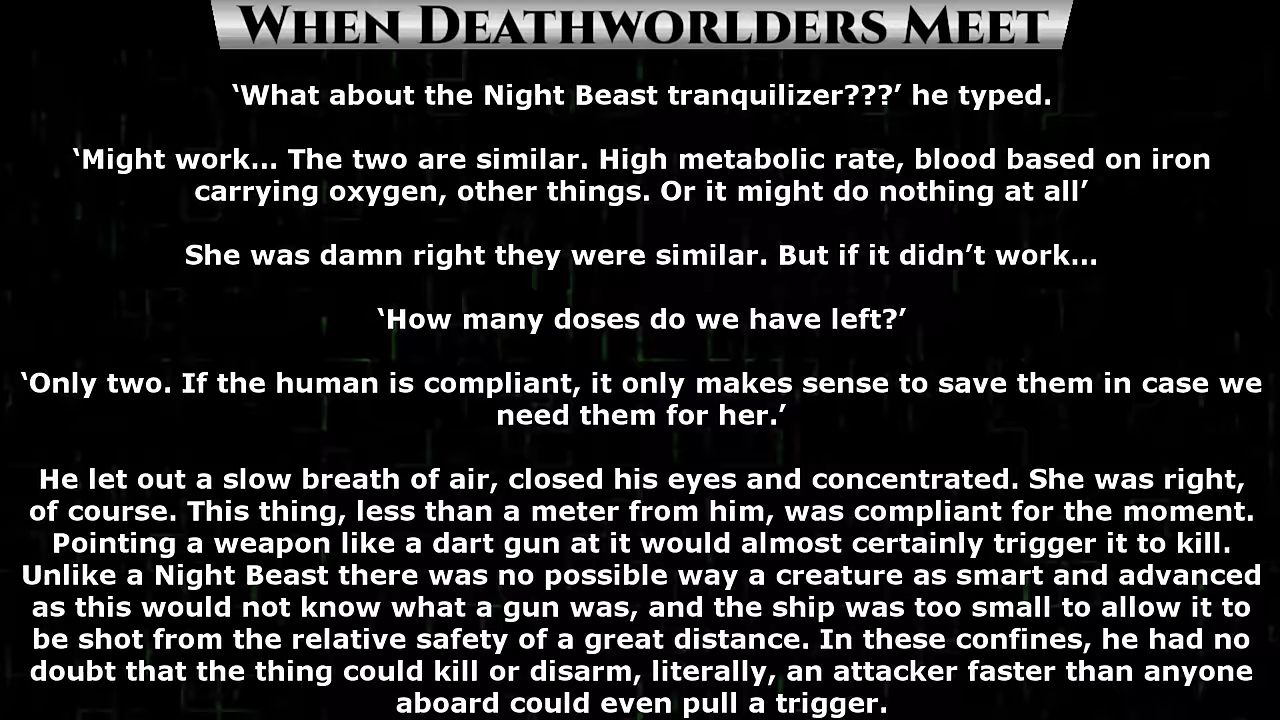 When Deathworlders Meet
‘What about the Night Beast tranquilizer???’ he typed.
‘Might work... The two are similar. High metabolic rate, blood based on iron
carrying oxygen, other things. Or it might do nothing at all’
She was damn right they were similar. But if it didn’t work...
‘How many doses do we have left?’
‘Only two. If the human is compliant, it only makes sense to save them in case we
need them for her.’
He let out a slow breath of air, closed his eyes and concentrated. She was right,
of course. This thing, less than a meter from him, was compliant for the moment.
Pointing a weapon like a dart gun at it would almost certainly trigger it to kill.
Unlike a Night Beast there was no possible way a creature as smart and advanced
as this would not know what a gun was, and the ship was too small to allow it to
be shot from the relative safety of a great distance. In these confines, he had no
doubt that the thing could kill or disarm, literally, an attacker faster than anyone
aboard could even pull a trigger.